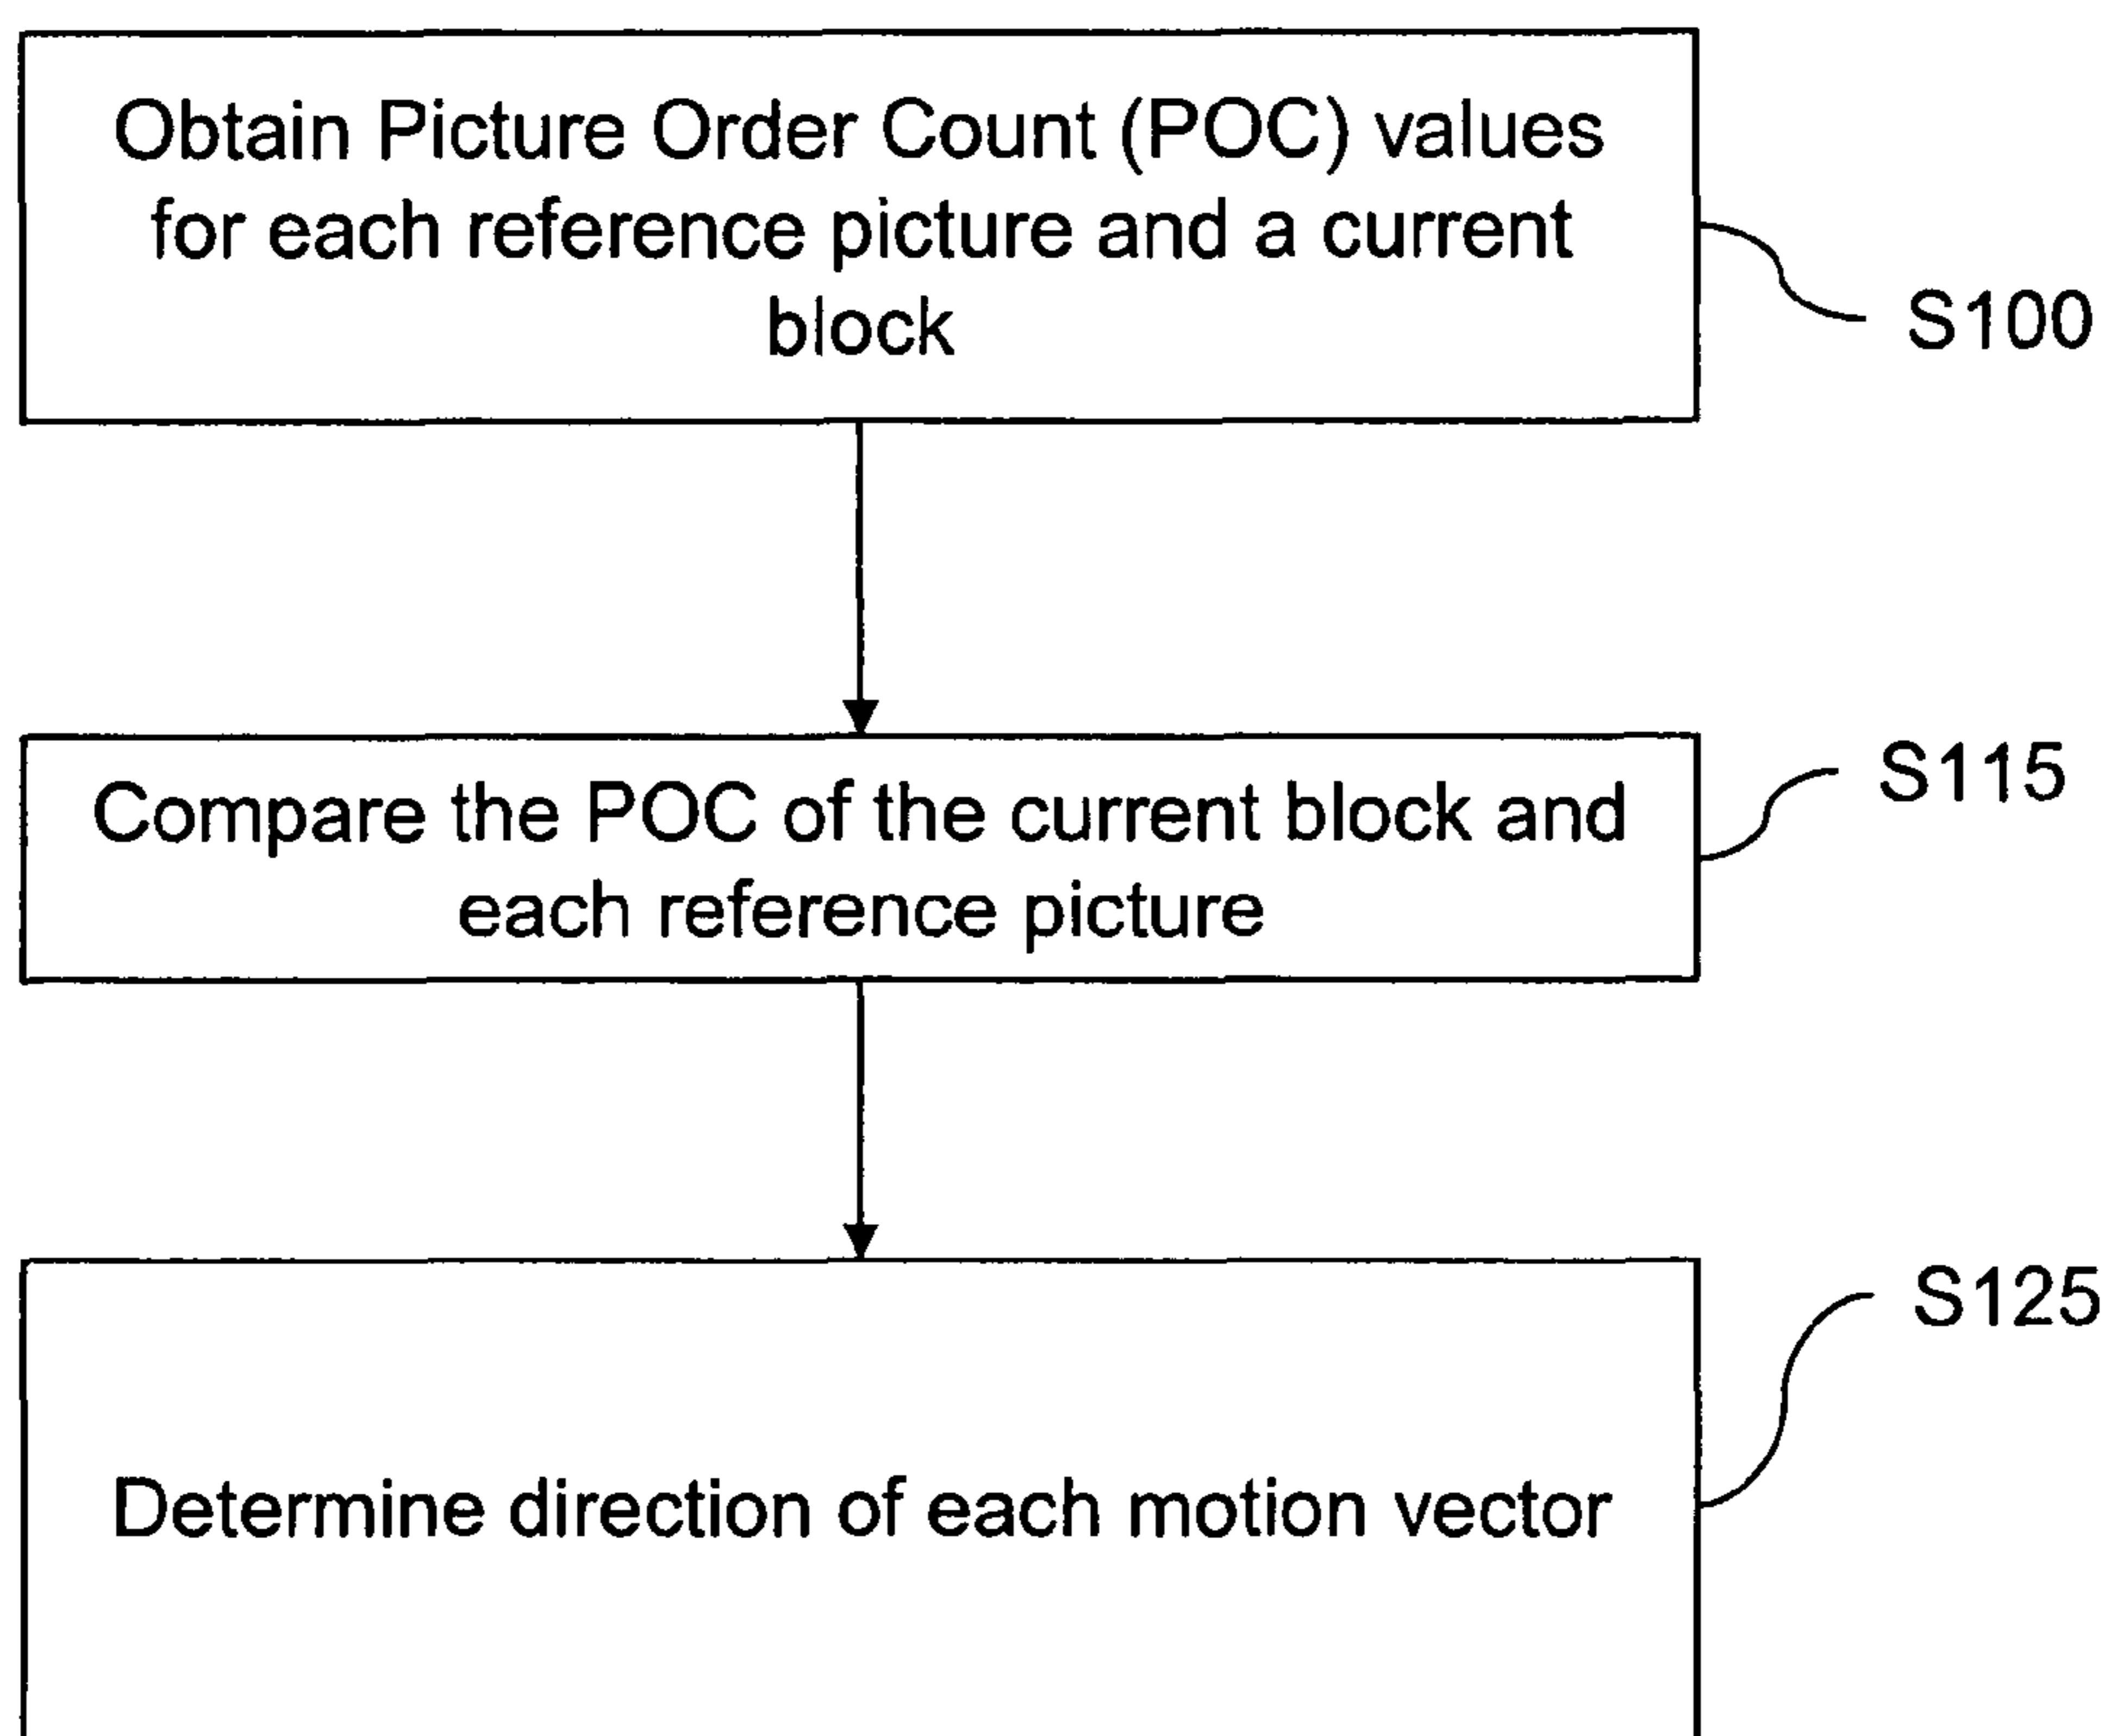 Obtain Picture Order Count (POC) values
for each reference picture and a current
block
S100
Compare the POC of the current block and
each reference picture
S115
Determine direction of each motion vector
S125